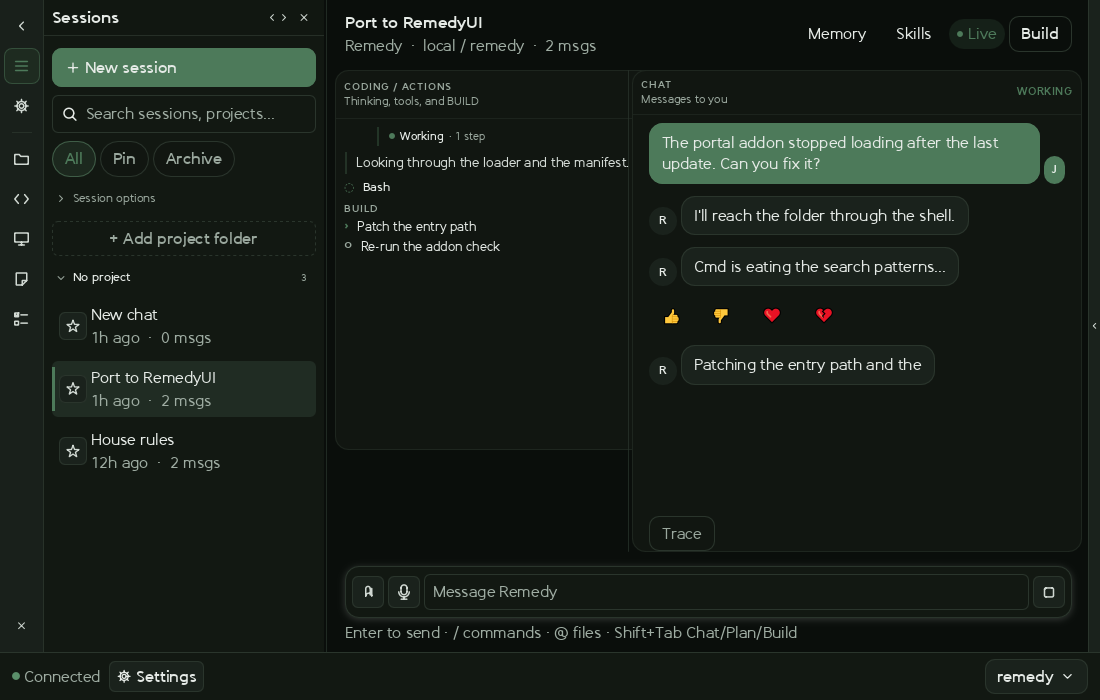 Sessions
+ New session
Search sessions, projects...
All
Pin
Archive
Session options
+ Add project folder
No project
3
New chat
1h ago · 0 msgs
Port to RemedyUI
1h ago · 2 msgs
House rules
12h ago · 2 msgs
Port to RemedyUI
Remedy · local / remedy · 2 msgs
Memory
Skills
Live
Build
CODING / ACTIONS
Thinking, tools, and BUILD
Working · 1 step
Looking through the loader and the manifest.
Bash
BUILD
Patch the entry path
Re-run the addon check
CHAT
Messages to you
WORKING
The portal addon stopped loading after the last
update. Can you fix it?
J
R
I'll reach the folder through the shell.
R
Cmd is eating the search patterns...
R
Patching the entry path and the
Trace
Message Remedy
Enter to send · / commands · @ files · Shift+Tab Chat/Plan/Build
Connected
Settings
remedy